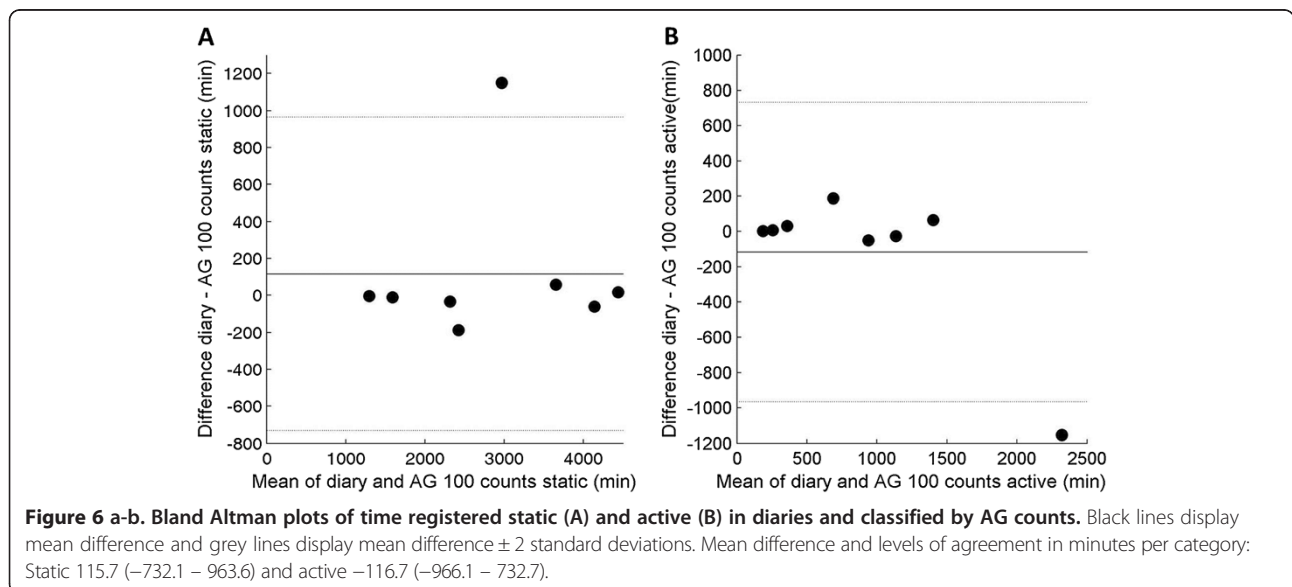 A
Difference diary - AG 100 counts static (min)
1200
1000
800
600
400
200
0
-200
-400
-600
-800
0 1000 2000 3000 4000
Mean of diary and AG 100 counts static (min)
B
Difference diary - AG 100 counts active(min)
1000
800
600
400
200
0
-200
-400
-600
-800
-1000
-1200
0 500 1000 1500 2000 2500
Mean of diary and AG 100 counts active (min)
Figure 6 a-b. Bland Altman plots of time registered static (A) and active (B) in diaries and classified by AG counts. Black lines display
mean difference and grey lines display mean difference ± 2 standard deviations. Mean difference and levels of agreement in minutes per category:
Static 115.7 (−732.1 – 963.6) and active −116.7 (−966.1 – 732.7).